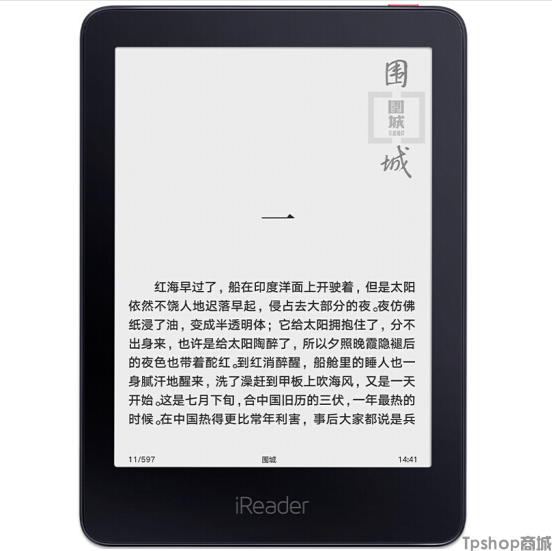 围
圍
城
城
一
红海早过了，船在印度洋面上开驶着，但是太阳
依然不饶人地迟落早起，侵占去大部分的夜。夜仿佛
纸浸了油，变成半透明体；它给太阳拥抱住了，分不
出身来，也许是给太阳陶醉了，所以夕照晚霞隐褪后
的夜色也带着酡红。到红消醉醒，船舱里的睡人也一
身腻汗地醒来，洗了澡赶到甲板上吹海风，又是一天
开始。这是七月下旬，合中国旧历的三伏，一年最热的
时候。在中国热得更比常年利害，事后大家都说是兵
11/597 围城 14:41
iReader
Tpshop商城